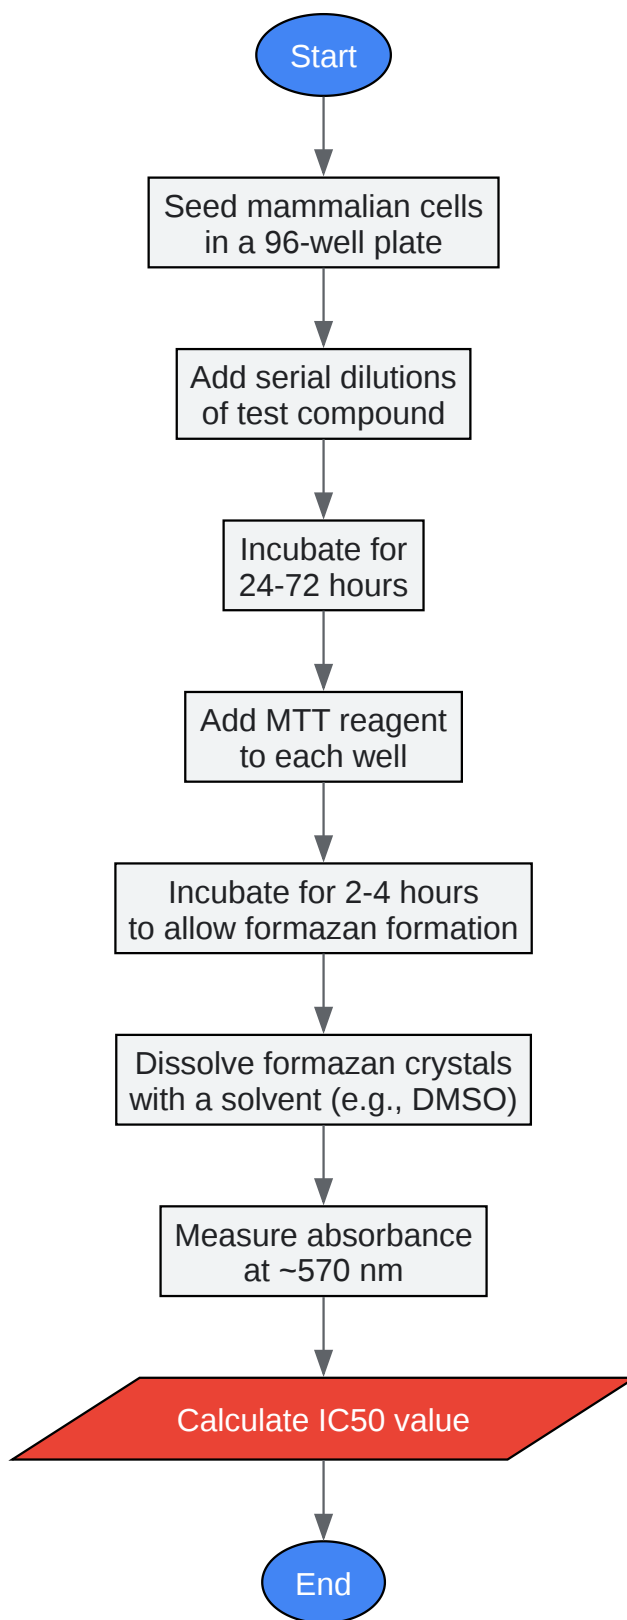 Start
Seed mammalian cells
in a 96-well plate
Add serial dilutions
of test compound
Incubate for
24-72 hours
Add MTT reagent
to each well
Incubate for 2-4 hours
to allow formazan formation
Dissolve formazan crystals
with a solvent (e.g., DMSO)
Measure absorbance
at ~570 nm
Calculate IC50 value
End